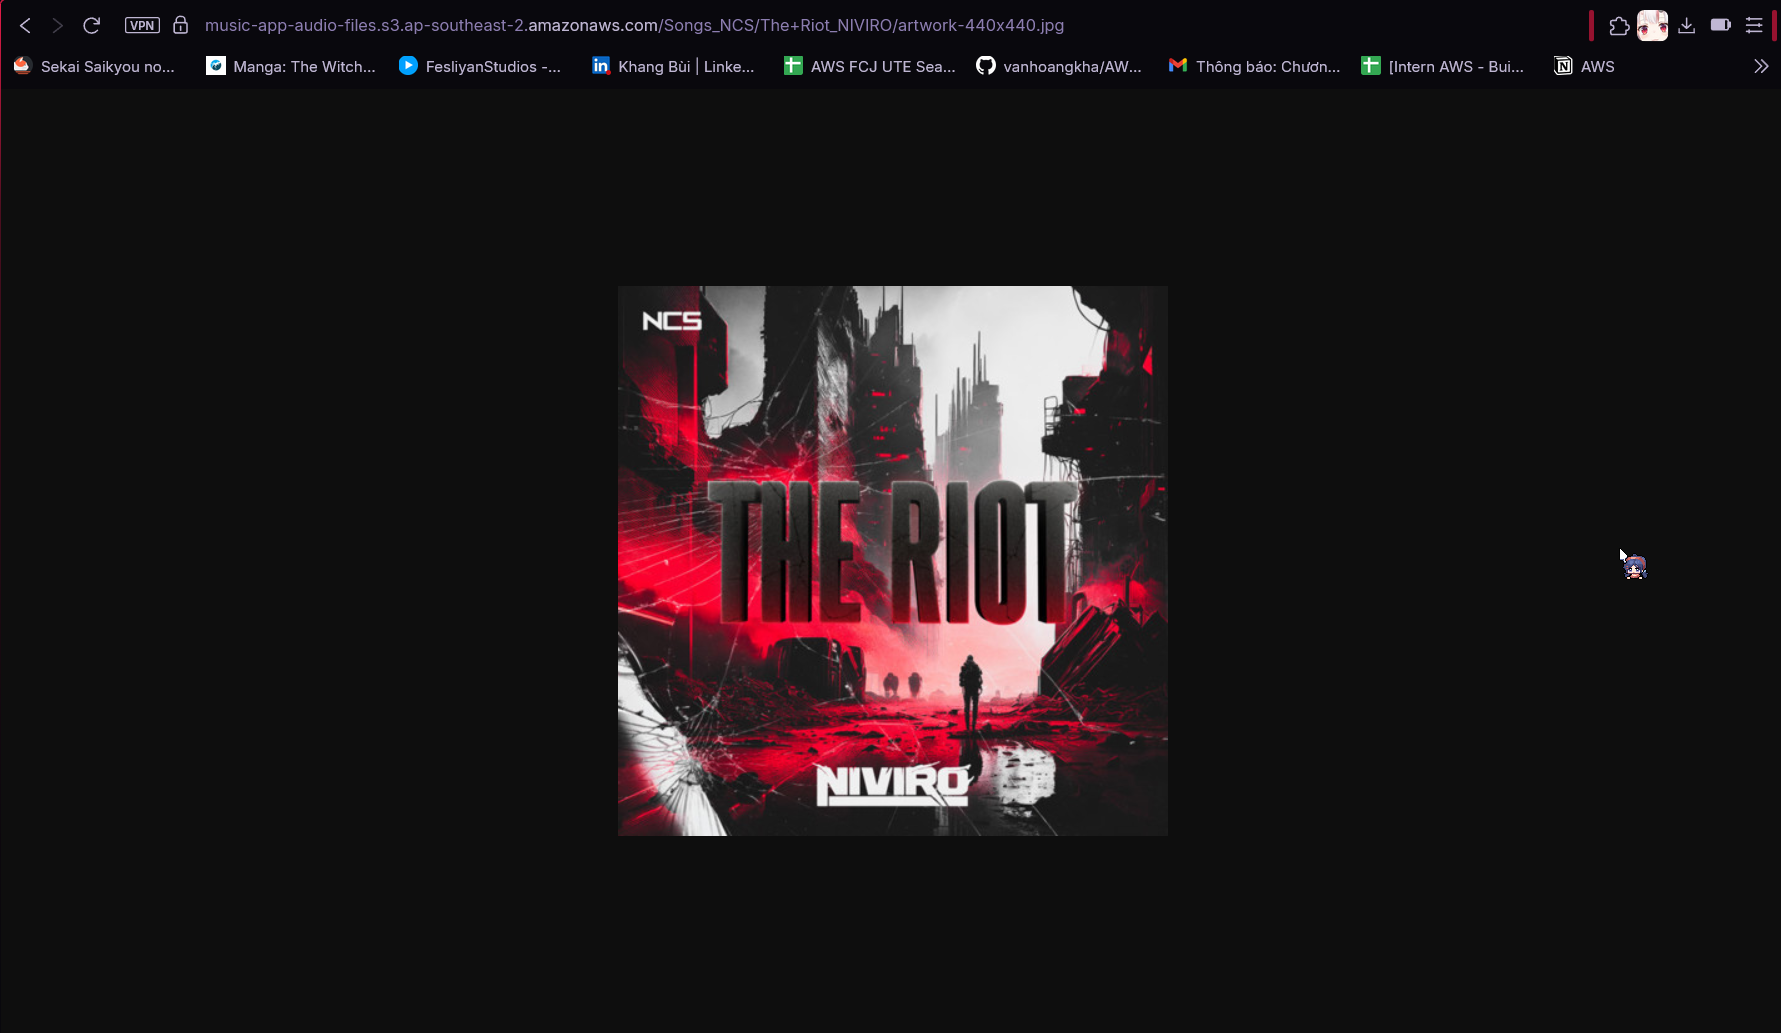 VPN
music-app-audio-files.s3.ap-southeast-2.amazonaws.com/Songs_NCS/The+Riot_NIVIRO/artwork-440x440.jpg
Sekai Saikyou no... Manga: The Witch... FesliyanStudios -... Khang Bùi | Linke... AWS FCJ UTE Sea... vanhoangkha/AW... Thông báo: Chươn... [Intern AWS - Bui... AWS
NCS
THE RIOT
NIVIRO